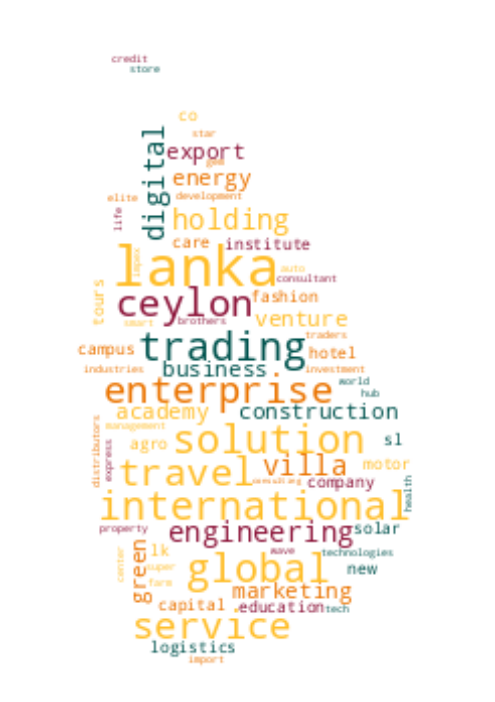 credit
store
co
star
digital
export
gem
energy
elite
development
life
holding
care
institute
lanka
impex
auto
consultant
tours
ceylon
fashion
smart
brothers
venture
traders
trading
campus
hotel
business
industries
investment
enterprise
world
hub
academy
construction
management
distributors
agro
solution
sl
express
travel
villa
motor
consulting
company
health
international
property
engineering
solar
green
lk
wave
technologies
center
super
global
new
farm
marketing
capital
education
tech
service
logistics
import